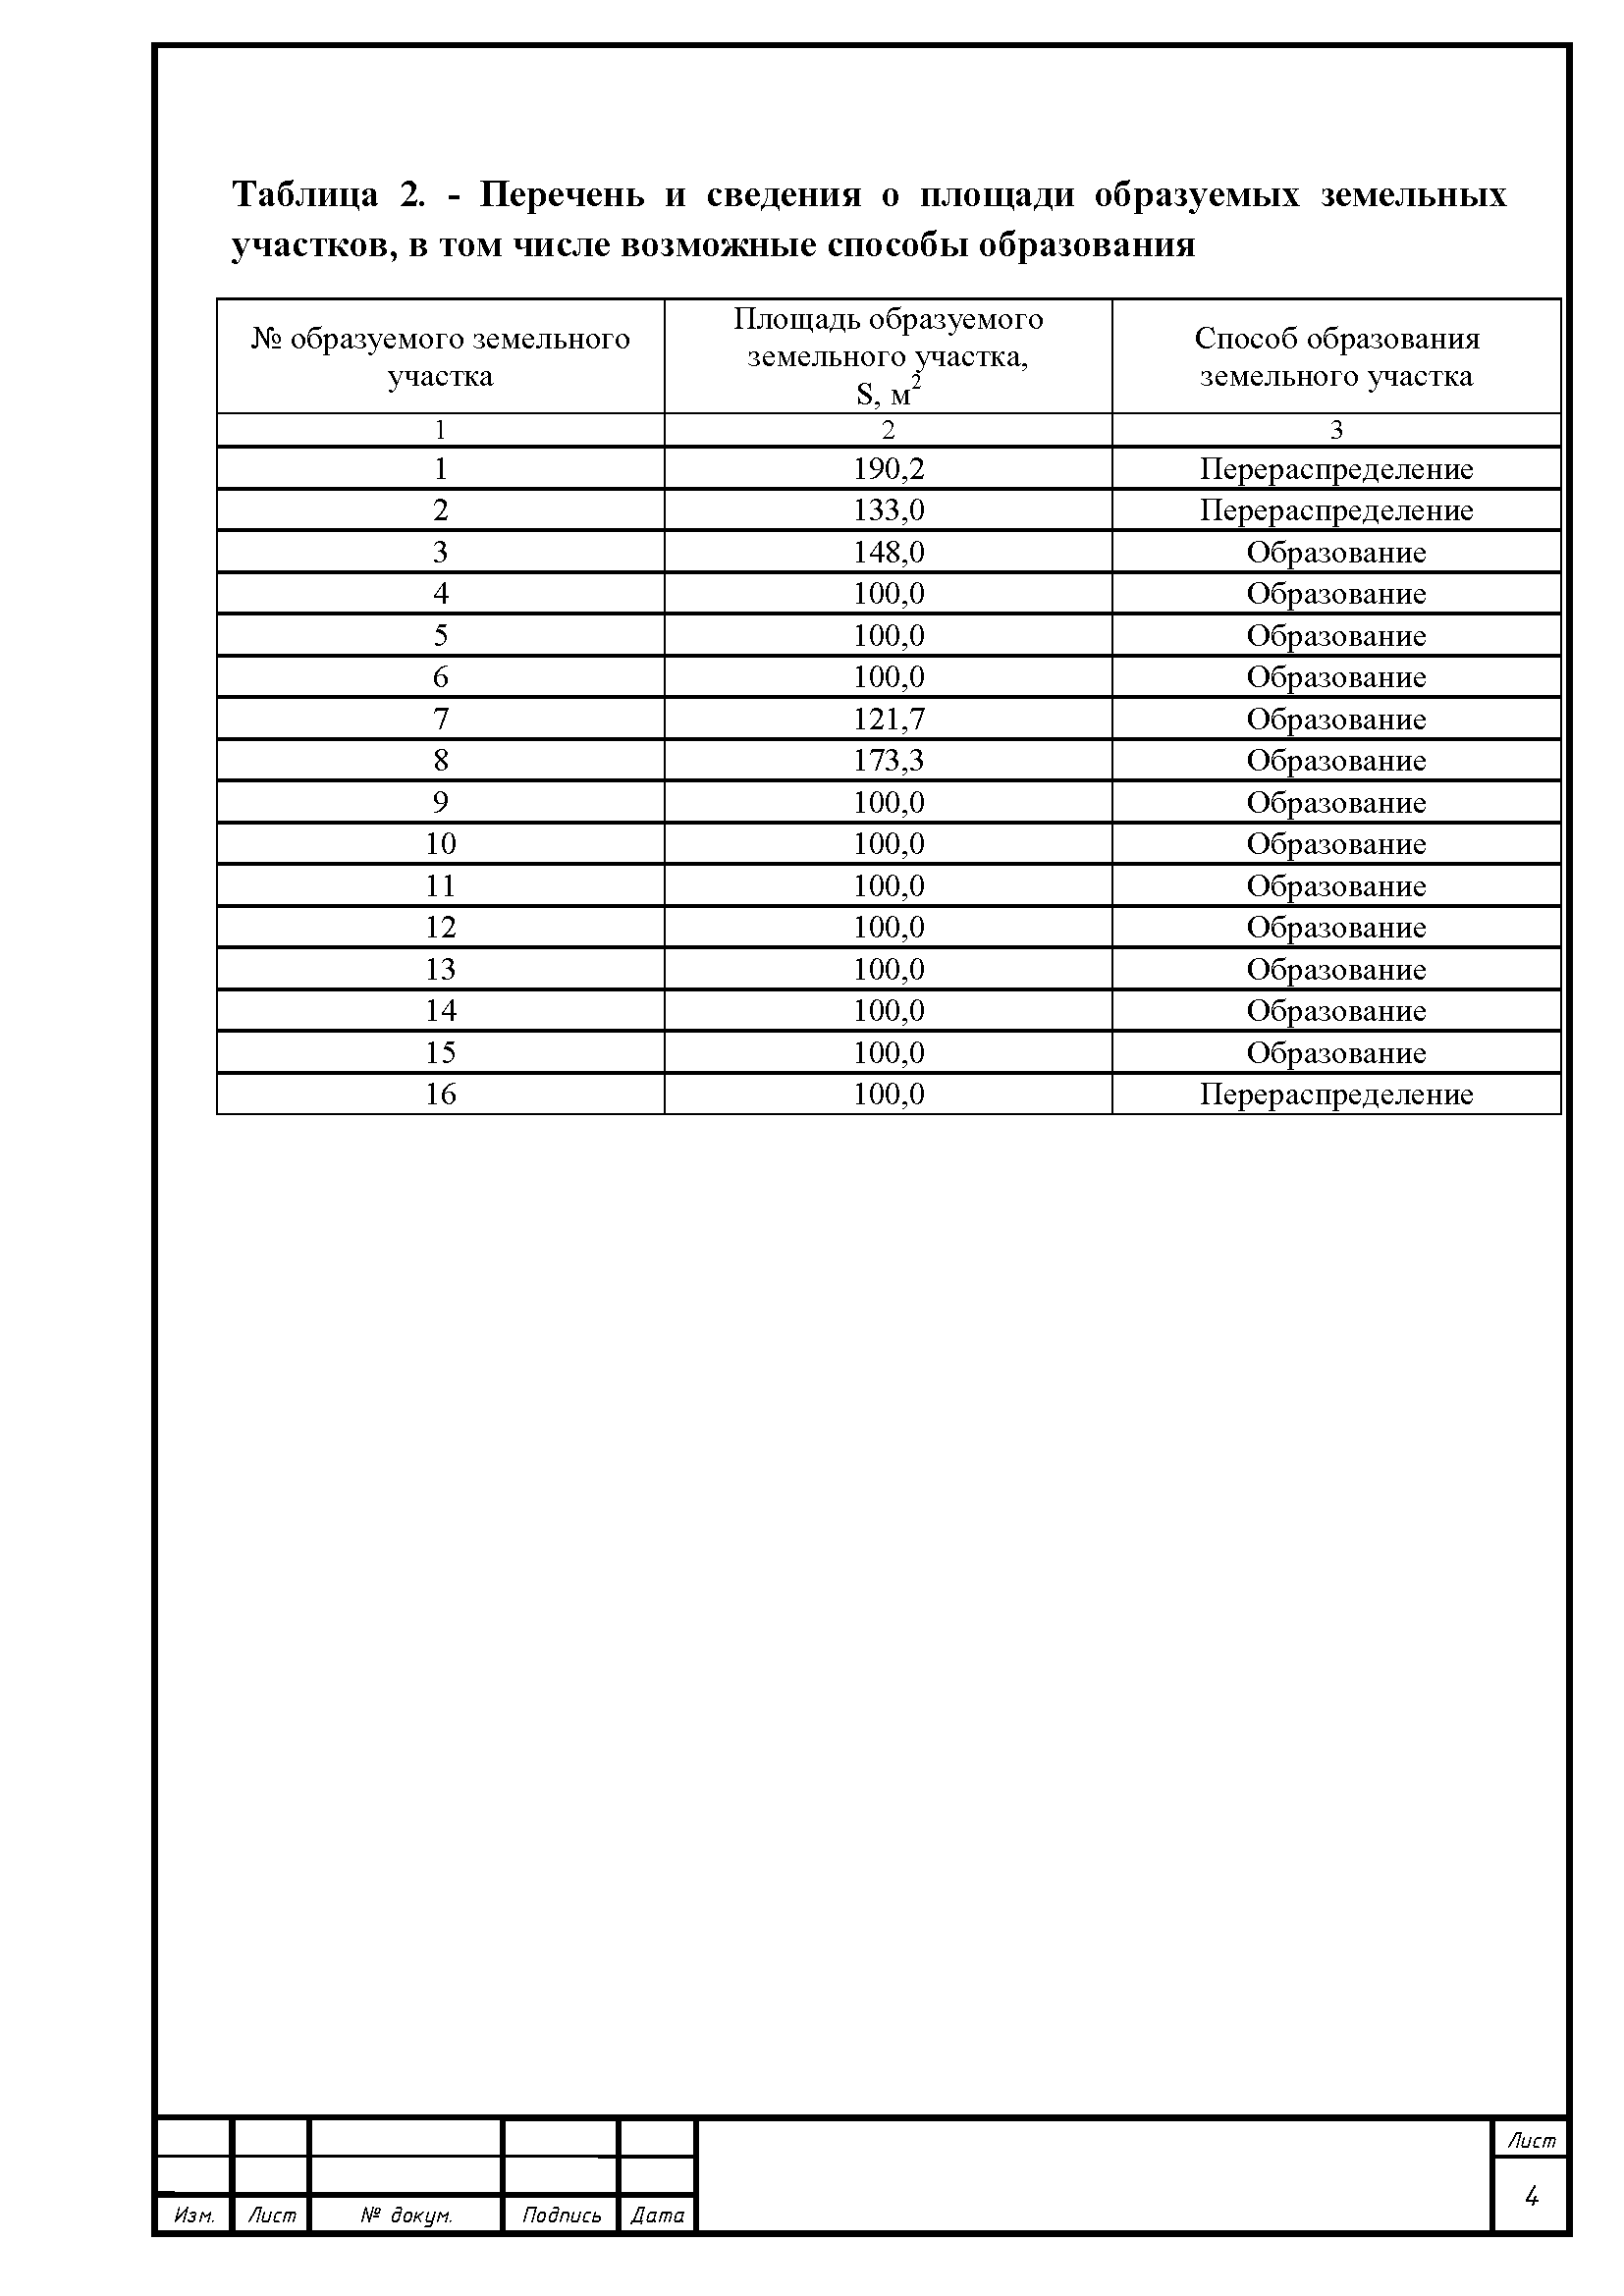 Таблица 2. - Перечень и сведения о площади образуемых земельных
участков, в том числе возможные способы образования
№ образуемого земельного
участка
Площадь образуемого
земельного участка,
S, м²
Способ образования
земельного участка
1 2 3
1 190,2 Перераспределение
2 133,0 Перераспределение
3 148,0 Образование
4 100,0 Образование
5 100,0 Образование
6 100,0 Образование
7 121,7 Образование
8 173,3 Образование
9 100,0 Образование
10 100,0 Образование
11 100,0 Образование
12 100,0 Образование
13 100,0 Образование
14 100,0 Образование
15 100,0 Образование
16 100,0 Перераспределение
Лист
4
Изм. Лист № докум. Подпись Дата